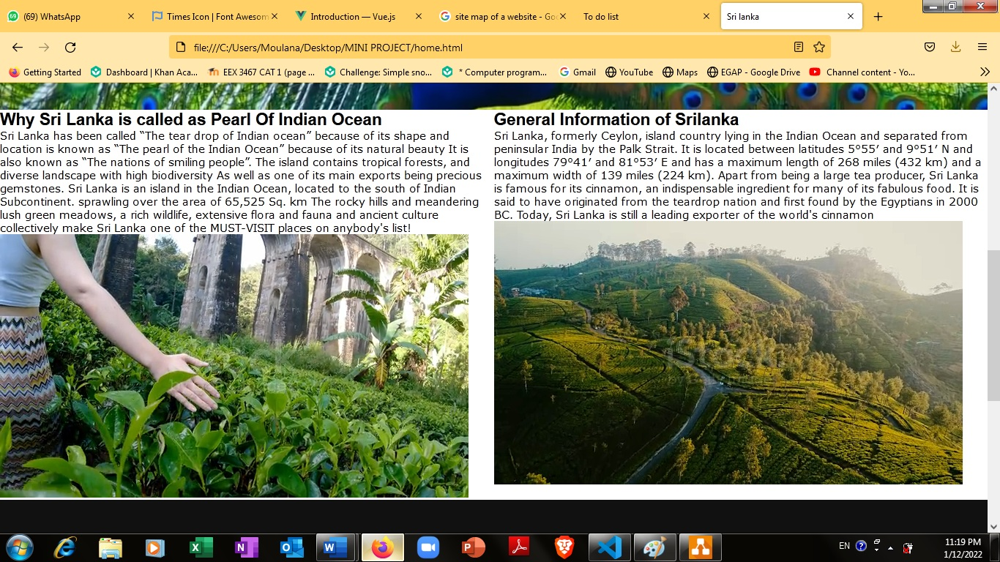 (69) WhatsApp
Times Icon | Font Awesom
Introduction — Vue.js
site map of a website - Goo
To do list
Sri lanka
file:///C:/Users/Moulana/Desktop/MINI PROJECT/home.html
Getting Started
Dashboard | Khan Aca...
EEX 3467 CAT 1 (page ...
Challenge: Simple sno...
* Computer program...
Gmail
YouTube
Maps
EGAP - Google Drive
Channel content - Yo...
Why Sri Lanka is called as Pearl Of Indian Ocean
Sri Lanka has been called “The tear drop of Indian ocean” because of its shape and
location is known as “The pearl of the Indian Ocean” because of its natural beauty It is
also known as “The nations of smiling people”. The island contains tropical forests, and
diverse landscape with high biodiversity As well as one of its main exports being precious
gemstones. Sri Lanka is an island in the Indian Ocean, located to the south of Indian
Subcontinent. sprawling over the area of 65,525 Sq. km The rocky hills and meandering
lush green meadows, a rich wildlife, extensive flora and fauna and ancient culture
collectively make Sri Lanka one of the MUST-VISIT places on anybody's list!
General Information of Srilanka
Sri Lanka, formerly Ceylon, island country lying in the Indian Ocean and separated from
peninsular India by the Palk Strait. It is located between latitudes 5°55′ and 9°51′ N and
longitudes 79°41′ and 81°53′ E and has a maximum length of 268 miles (432 km) and a
maximum width of 139 miles (224 km). Apart from being a large tea producer, Sri Lanka
is famous for its cinnamon, an indispensable ingredient for many of its fabulous food. It is
said to have originated from the teardrop nation and first found by the Egyptians in 2000
BC. Today, Sri Lanka is still a leading exporter of the world's cinnamon
iStock
EN
11:19 PM
1/12/2022